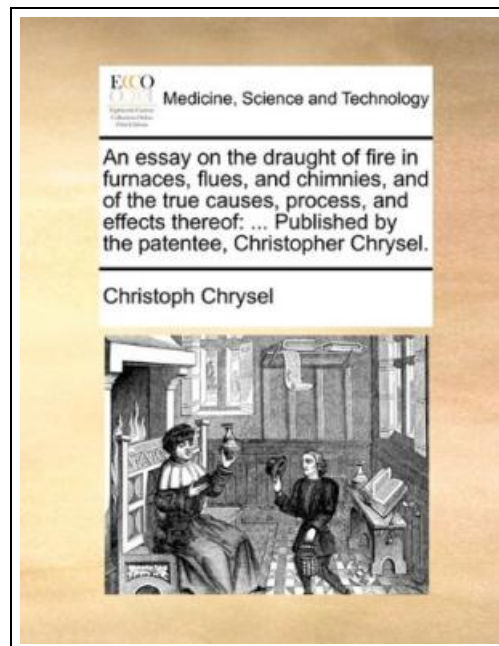 ECCO
Medicine, Science and Technology
An essay on the draught of fire in
furnaces, flues, and chimnies, and
of the true causes, process, and
effects thereof: ... Published by
the patentee, Christopher Chrysel.
Christoph Chrysel